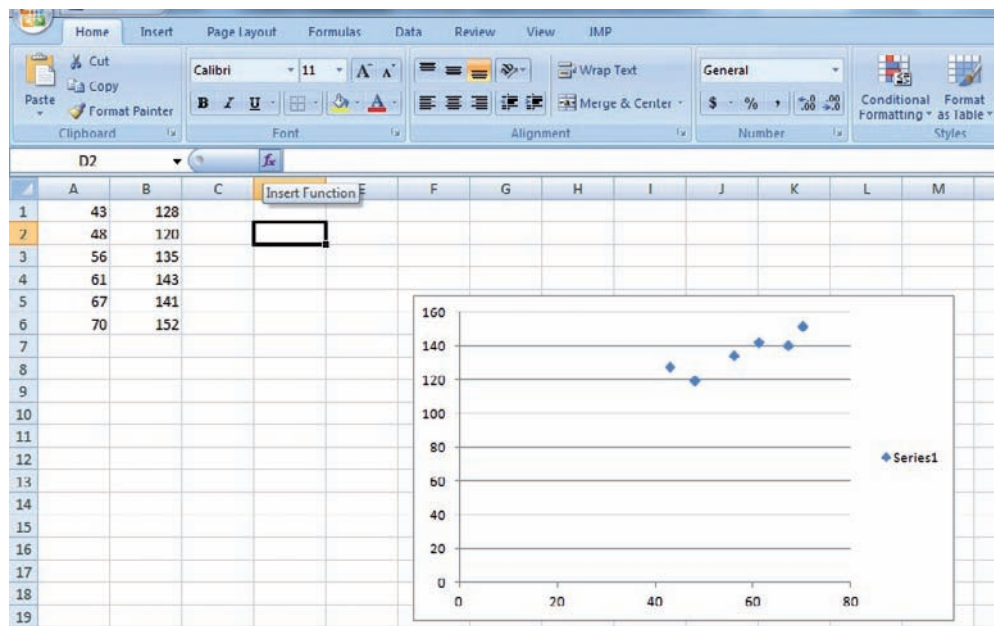 Home Insert Page Layout Formulas Data Review View JMP
Cut
Copy
Format Painter
Paste
Calibri 11 A A
B I U A
Wrap Text
Merge & Center
General
$ % , .00 .00
Conditional Formatting
Format as Table
Clipboard Font Alignment Number Styles
D2 fx
Insert Function
A B C E F G H I J K L M
1 43 128
2 48 120
3 56 135
4 61 143
5 67 141
6 70 152
7
8
9
10
11
12
13
14
15
16
17
18
19
160
140
120
100
80
60
40
20
0
0 20 40 60 80
Series1